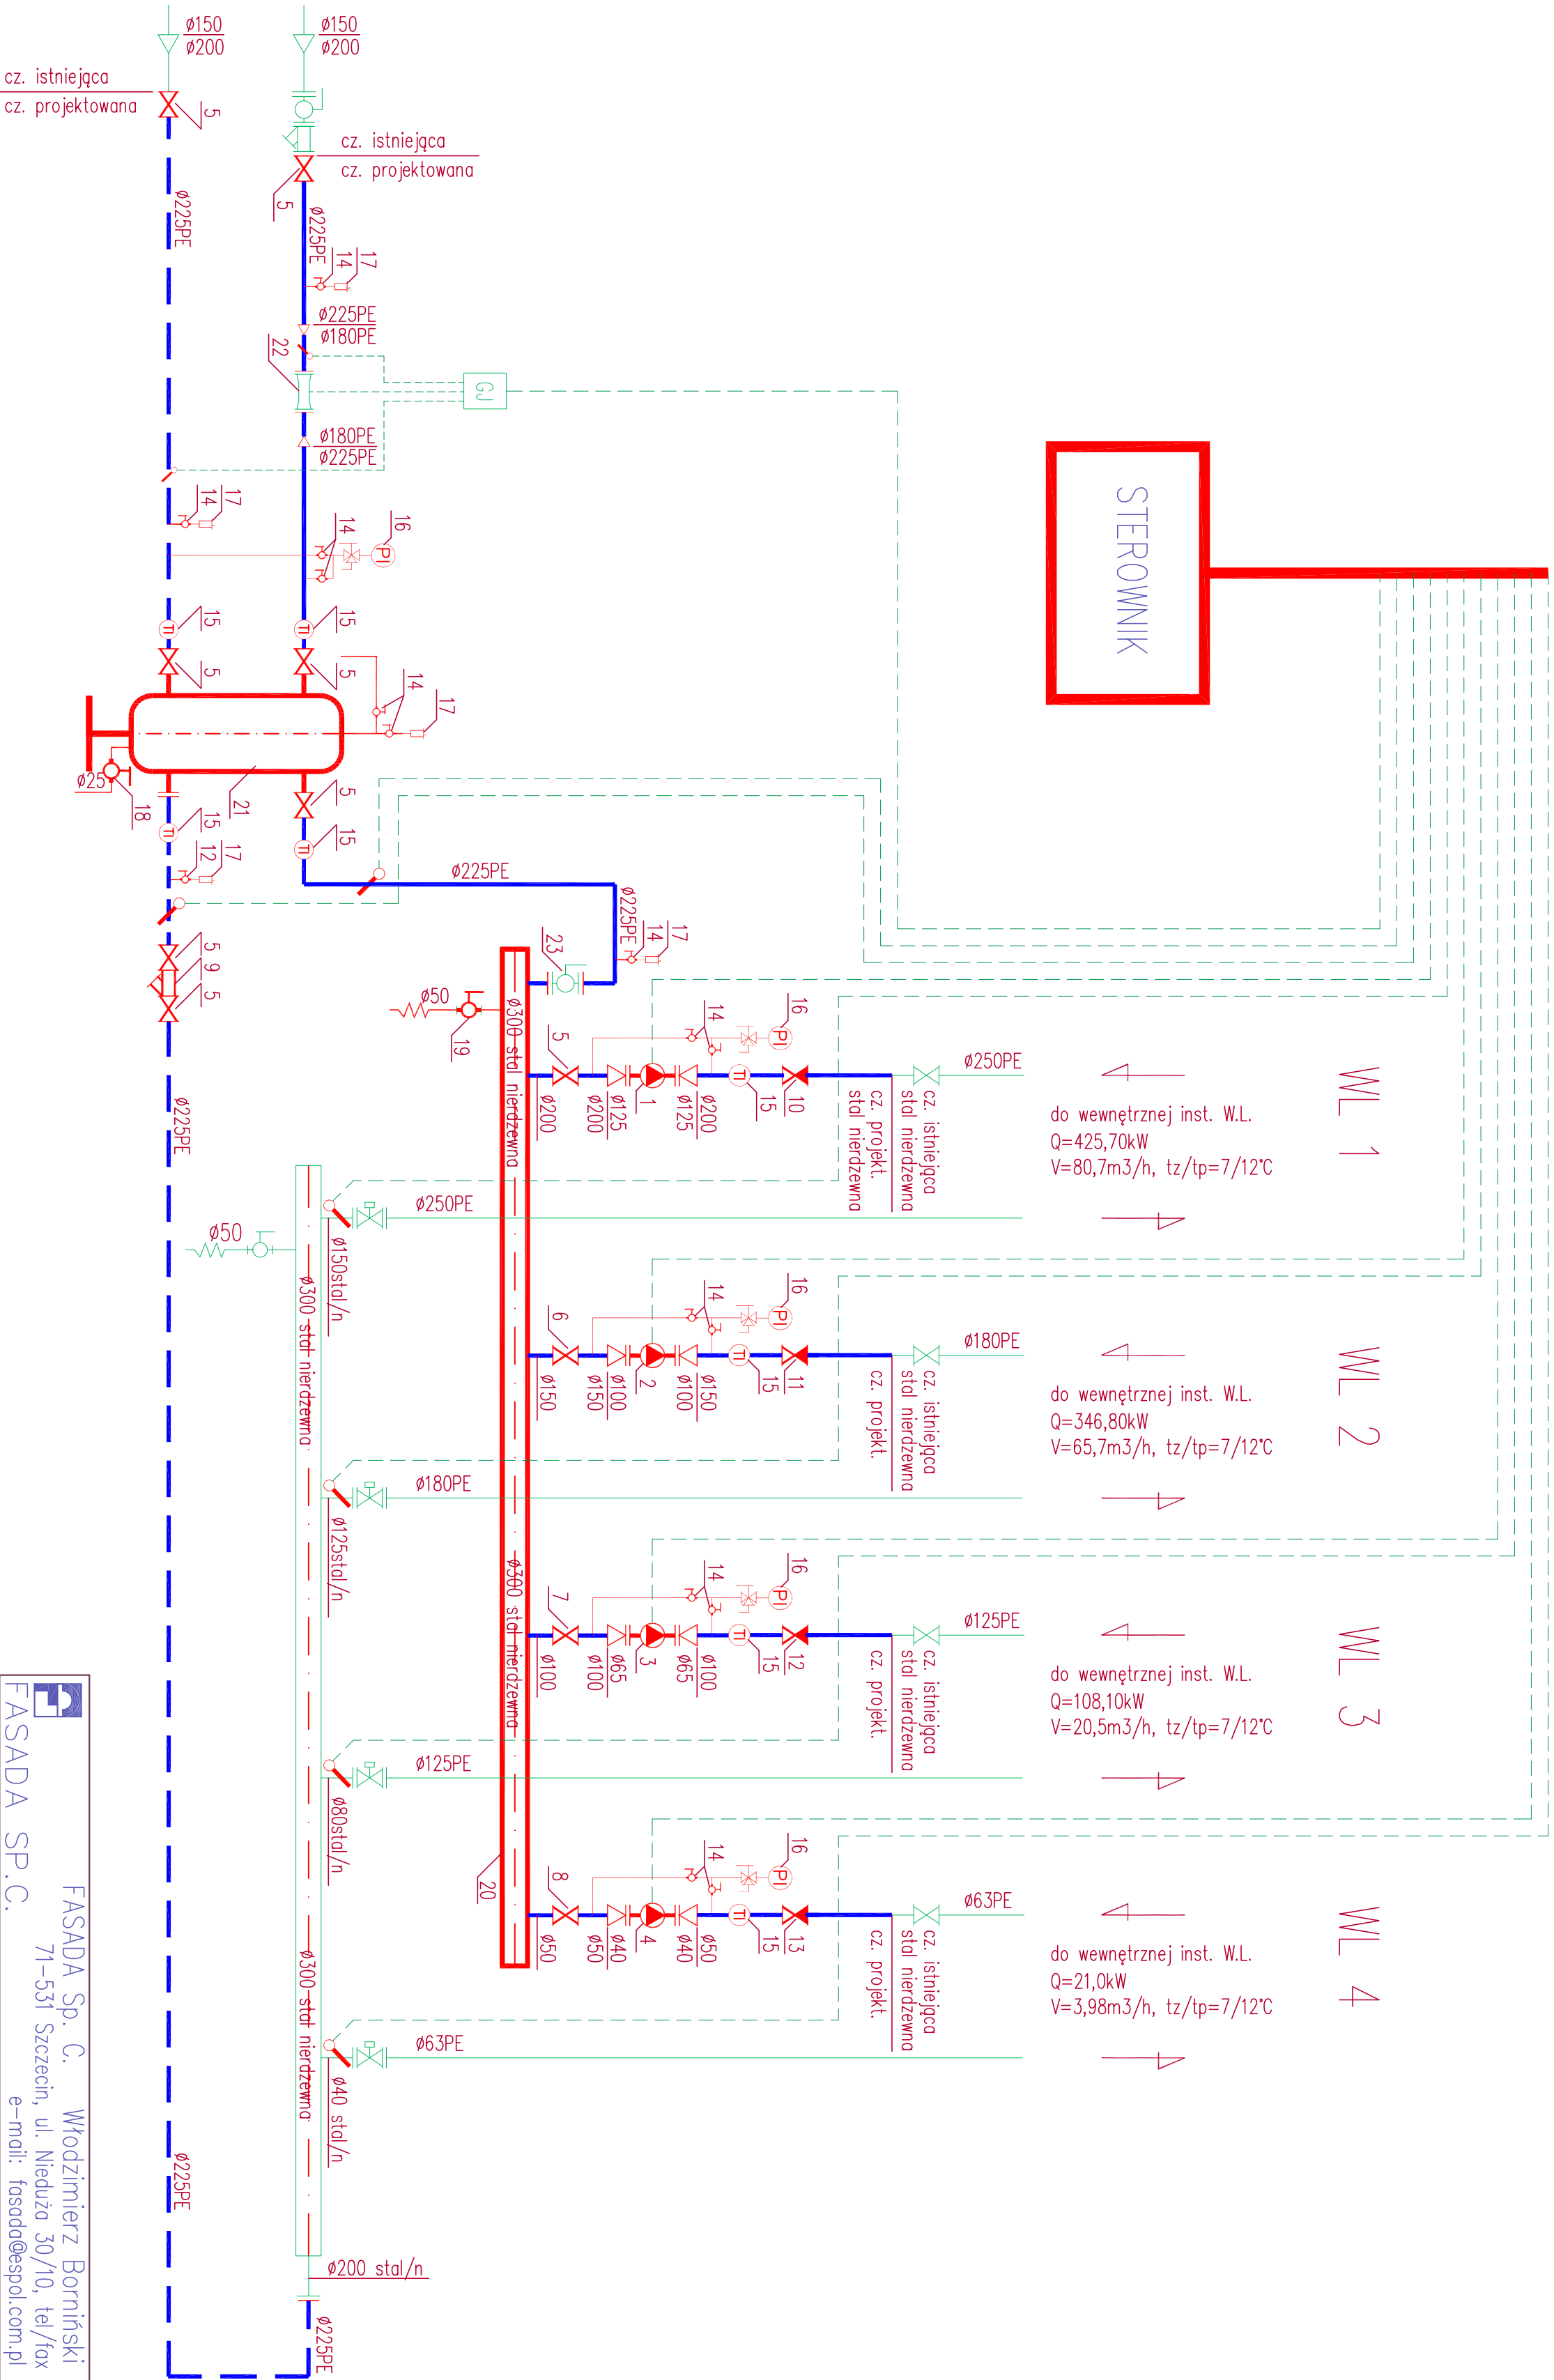 ø150
ø200
ø150
ø200
cz. istniejąca
cz. projektowana
5
cz. istniejąca
cz. projektowana
5
ø225PE
ø225PE
17
14
ø225PE
ø180PE
22
GJ
ø180PE
ø225PE
17
14
14
16
PI
STEROWNIK
15
TI
15
TI
5
5
14
17
ø25
18
21
5
15
TI
15
TI
17
12
ø225PE
ø225PE
17
14
23
5
9
5
ø50
19
ø225PE
ø300 stal nierdzewna
5
ø200
ø200
ø125
1
ø200
ø125
14
16
PI
15
TI
10
cz. istniejąca
stal nierdzewna
cz. projekt.
stal nierdzewna
ø250PE
WL 1
do wewnętrznej inst. W.L.
Q=425,70kW
V=80,7m3/h, tz/tp=7/12°C
ø250PE
ø150stal/n
ø50
ø300 stal nierdzewna
6
ø150
ø150
ø100
2
ø150
ø100
14
16
PI
15
TI
11
cz. istniejąca
stal nierdzewna
cz. projekt.
ø180PE
WL 2
do wewnętrznej inst. W.L.
Q=346,80kW
V=65,7m3/h, tz/tp=7/12°C
ø180PE
ø125stal/n
ø300 stal nierdzewna
7
ø100
ø100
ø65
3
ø100
ø65
14
16
PI
15
TI
12
cz. istniejąca
stal nierdzewna
cz. projekt.
ø125PE
WL 3
do wewnętrznej inst. W.L.
Q=108,10kW
V=20,5m3/h, tz/tp=7/12°C
ø125PE
ø80stal/n
20
8
ø50
ø50
ø40
4
ø50
ø40
14
16
PI
15
TI
13
cz. istniejąca
stal nierdzewna
cz. projekt.
ø63PE
WL 4
do wewnętrznej inst. W.L.
Q=21,0kW
V=3,98m3/h, tz/tp=7/12°C
ø63PE
ø40 stal/n
ø300 stal nierdzewna
ø200 stal/n
ø225PE
ø225PE
FASADA SP.C.
FASADA Sp. C. Włodzimierz Borniński
71-531 Szczecin, ul. Nieduża 30/10, tel/fax
e-mail: fasada@espol.com.pl